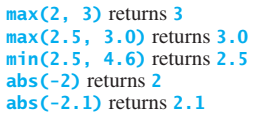 max(2, 3) returns 3
max(2.5, 3.0) returns 3.0
min(2.5, 4.6) returns 2.5
abs(-2) returns 2
abs(-2.1) returns 2.1